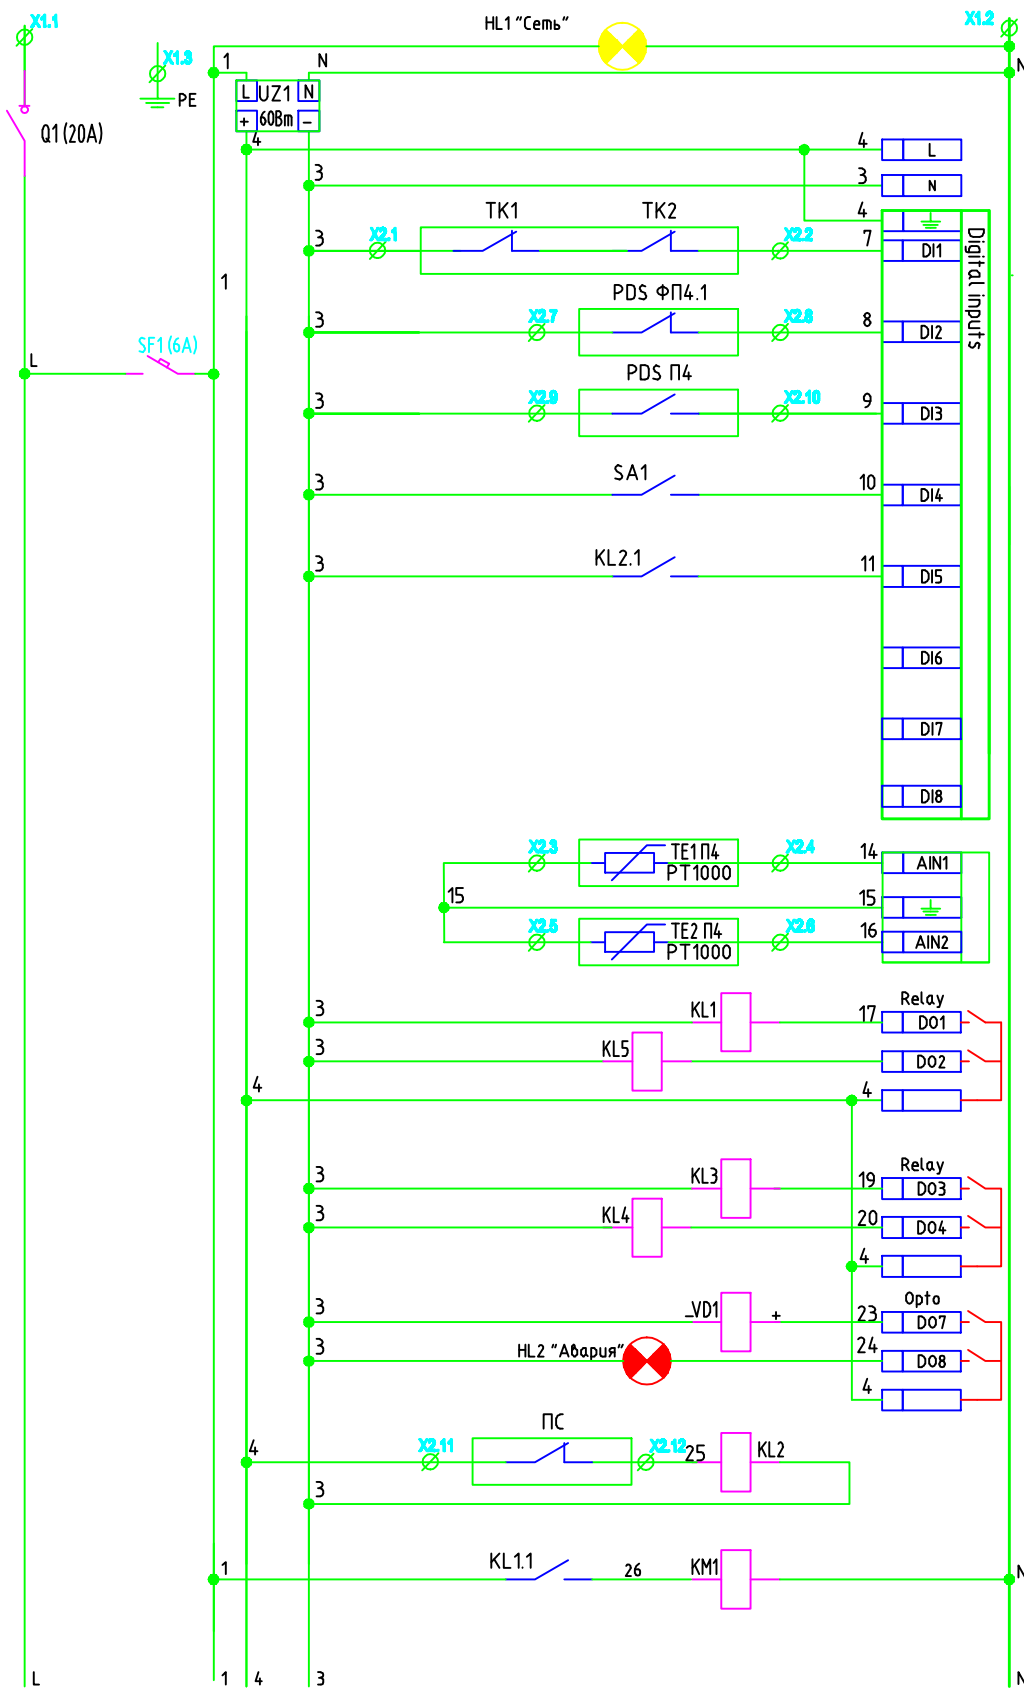 X1.1
HL1 "Сеть"
X1.2
X1.3
1
N
N
L
UZ1
N
PE
+
60Вт
-
Q1(20A)
4
4
L
3
3
N
TK1
TK2
4
3
X2.1
X2.2
7
DI1
Digital inputs
1
PDS ФП4.1
3
X2.7
X2.8
8
DI2
SF1(6A)
L
PDS П4
3
X2.9
X2.10
9
DI3
SA1
3
10
DI4
KL2.1
3
11
DI5
DI6
DI7
DI8
X2.3
TE1 П4
PT1000
X2.4
14
AIN1
15
15
X2.5
TE2 П4
PT1000
X2.6
16
AIN2
Relay
3
KL1
17
DO1
3
KL5
DO2
4
4
Relay
3
KL3
19
DO3
3
KL4
20
DO4
4
Opto
3
-VD1
+
23
DO7
3
HL2 "Авария"
24
DO8
4
ПС
4
X2.11
X2.12
25
KL2
3
1
KL1.1
26
KM1
N
L
1
4
3
N